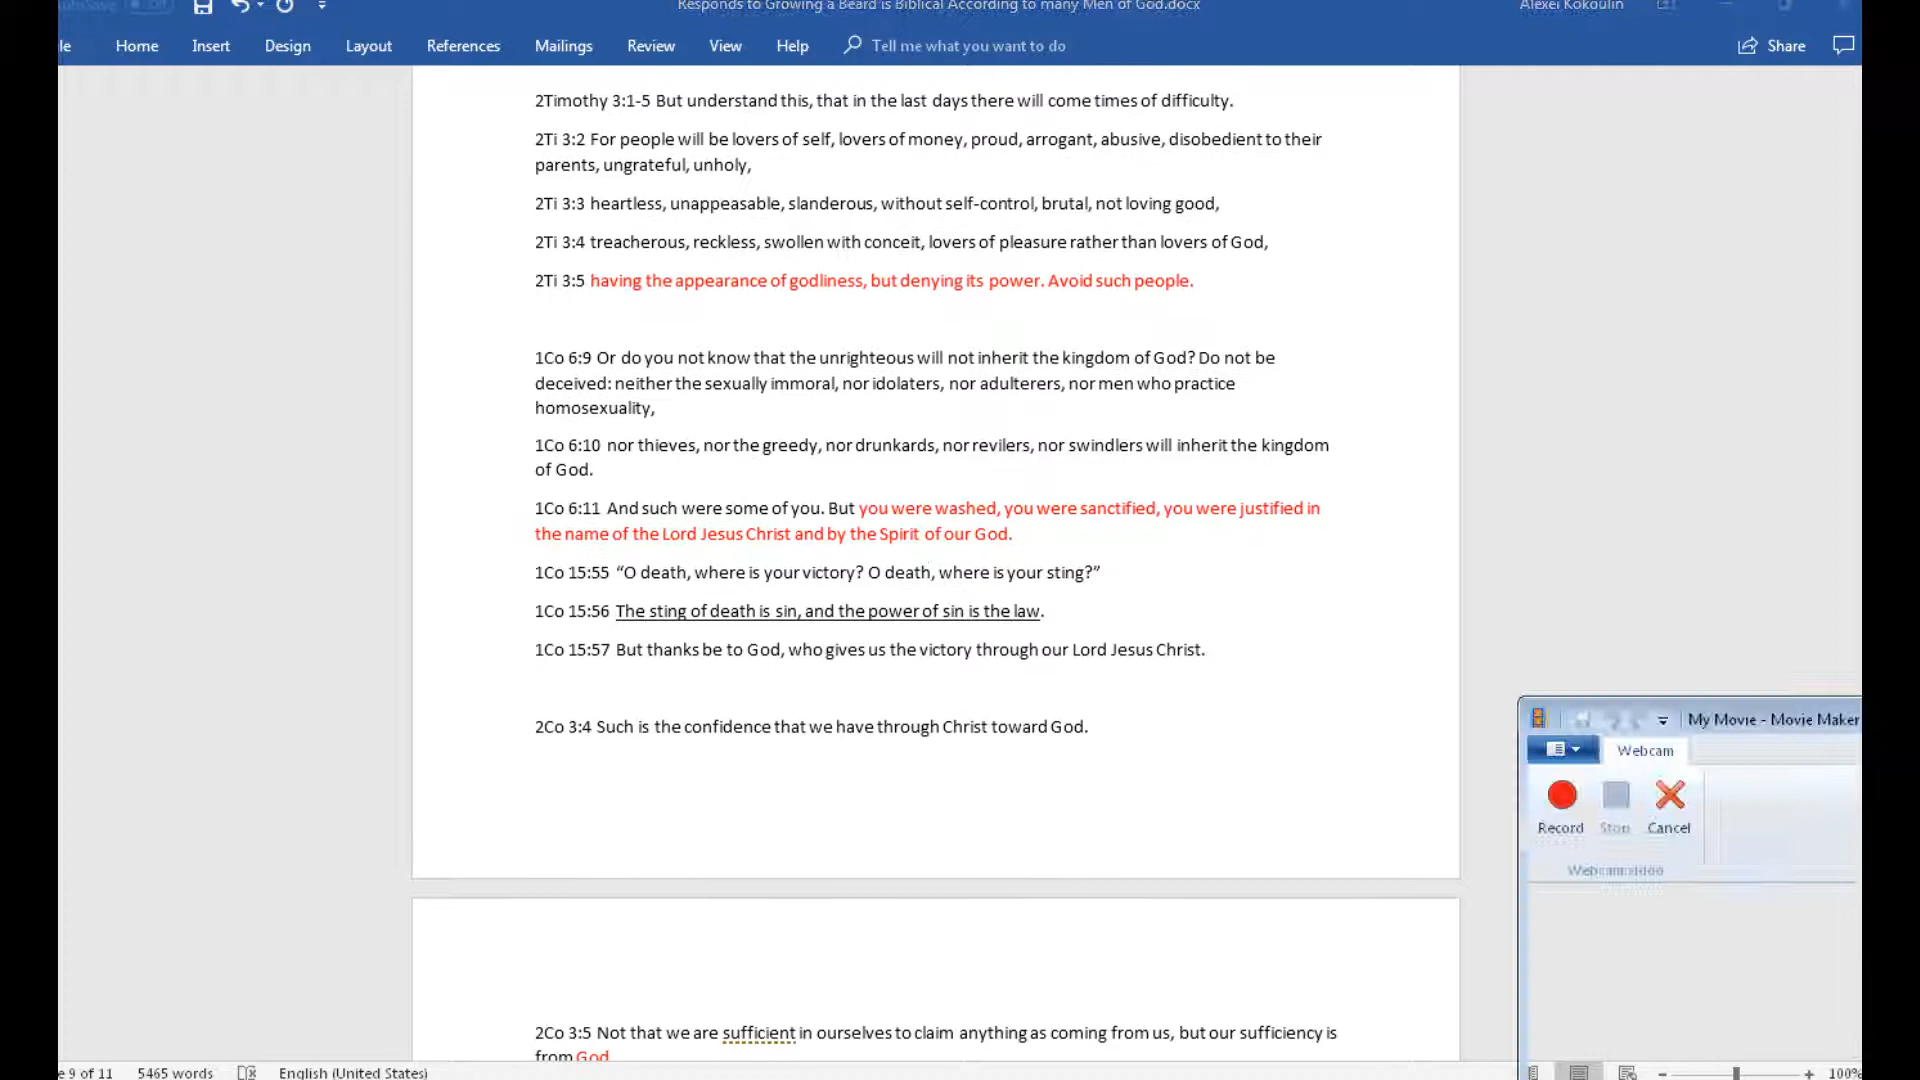 Responds to Growing a Beard is Biblical According to many Men of God.docx
Alexei Kokoulin
le Home Insert Design Layout References Mailings Review View Help Tell me what you want to do Share
2Timothy 3:1-5 But understand this, that in the last days there will come times of difficulty.
2Ti 3:2 For people will be lovers of self, lovers of money, proud, arrogant, abusive, disobedient to their
parents, ungrateful, unholy,
2Ti 3:3 heartless, unappeasable, slanderous, without self-control, brutal, not loving good,
2Ti 3:4 treacherous, reckless, swollen with conceit, lovers of pleasure rather than lovers of God,
2Ti 3:5 having the appearance of godliness, but denying its power. Avoid such people.
1Co 6:9 Or do you not know that the unrighteous will not inherit the kingdom of God? Do not be
deceived: neither the sexually immoral, nor idolaters, nor adulterers, nor men who practice
homosexuality,
1Co 6:10 nor thieves, nor the greedy, nor drunkards, nor revilers, nor swindlers will inherit the kingdom
of God.
1Co 6:11 And such were some of you. But you were washed, you were sanctified, you were justified in
the name of the Lord Jesus Christ and by the Spirit of our God.
1Co 15:55 “O death, where is your victory? O death, where is your sting?”
1Co 15:56 The sting of death is sin, and the power of sin is the law.
1Co 15:57 But thanks be to God, who gives us the victory through our Lord Jesus Christ.
2Co 3:4 Such is the confidence that we have through Christ toward God.
My Movie - Movie Maker
Webcam
Record Stop Cancel
Webcam video
2Co 3:5 Not that we are sufficient in ourselves to claim anything as coming from us, but our sufficiency is
from God
e 9 of 11 5465 words English (United States) 100%